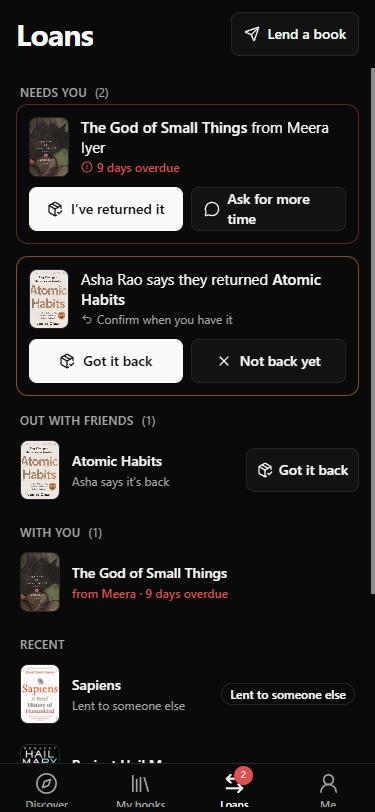 Loans
Lend a book
NEEDS YOU (2)
The God of Small Things from Meera
Iyer
9 days overdue
I've returned it
Ask for more
time
Asha Rao says they returned Atomic
Habits
Confirm when you have it
Got it back
Not back yet
OUT WITH FRIENDS (1)
Atomic Habits
Asha says it's back
Got it back
WITH YOU (1)
The God of Small Things
from Meera · 9 days overdue
RECENT
Sapiens
Lent to someone else
Lent to someone else
HAIL
MARY
2
Discover
My books
Loans
Me